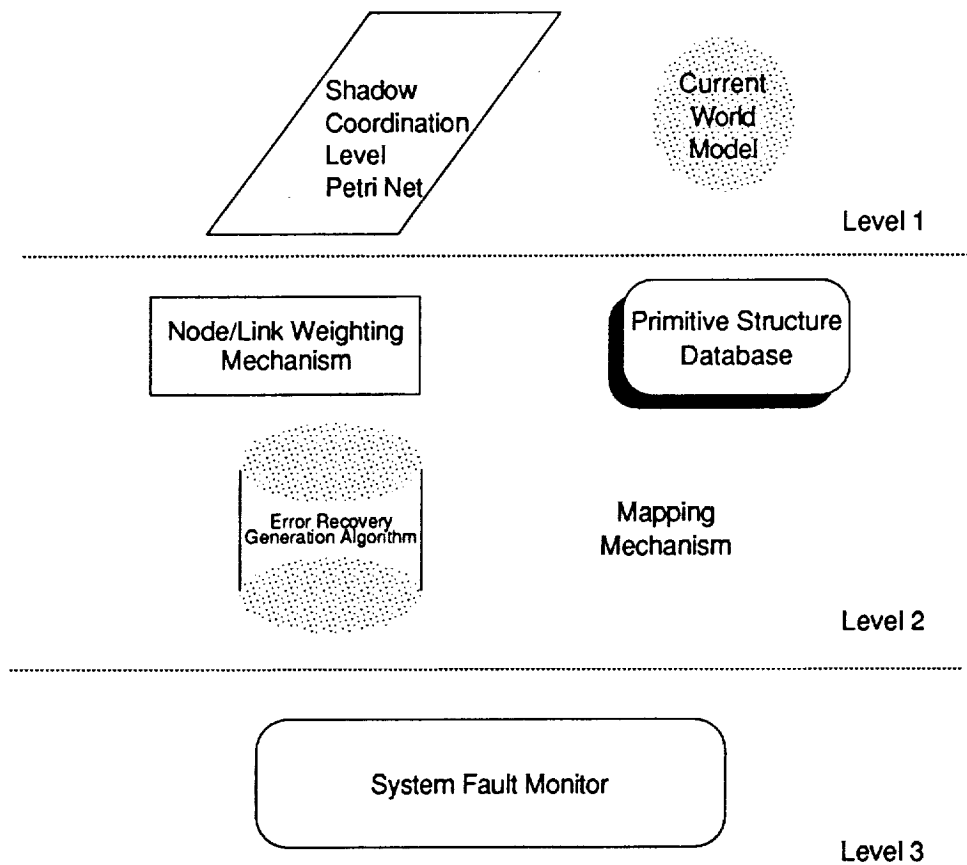 Shadow
Coordination
Level
Petri Net
Current
World
Model
Level 1
Node/Link Weighting
Mechanism
Primitive Structure
Database
Error Recovery
Generation Algorithm
Mapping
Mechanism
Level 2
System Fault Monitor
Level 3